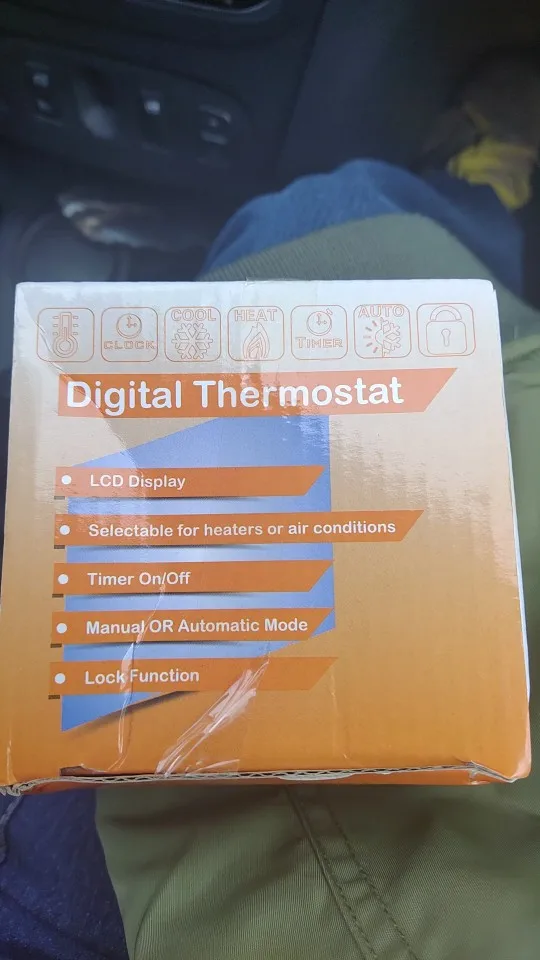 CLOCK
COOL
HEAT
TIMER
AUTO
Digital Thermostat
LCD Display
Selectable for heaters or air conditions
Timer On/Off
Manual OR Automatic Mode
Lock Function